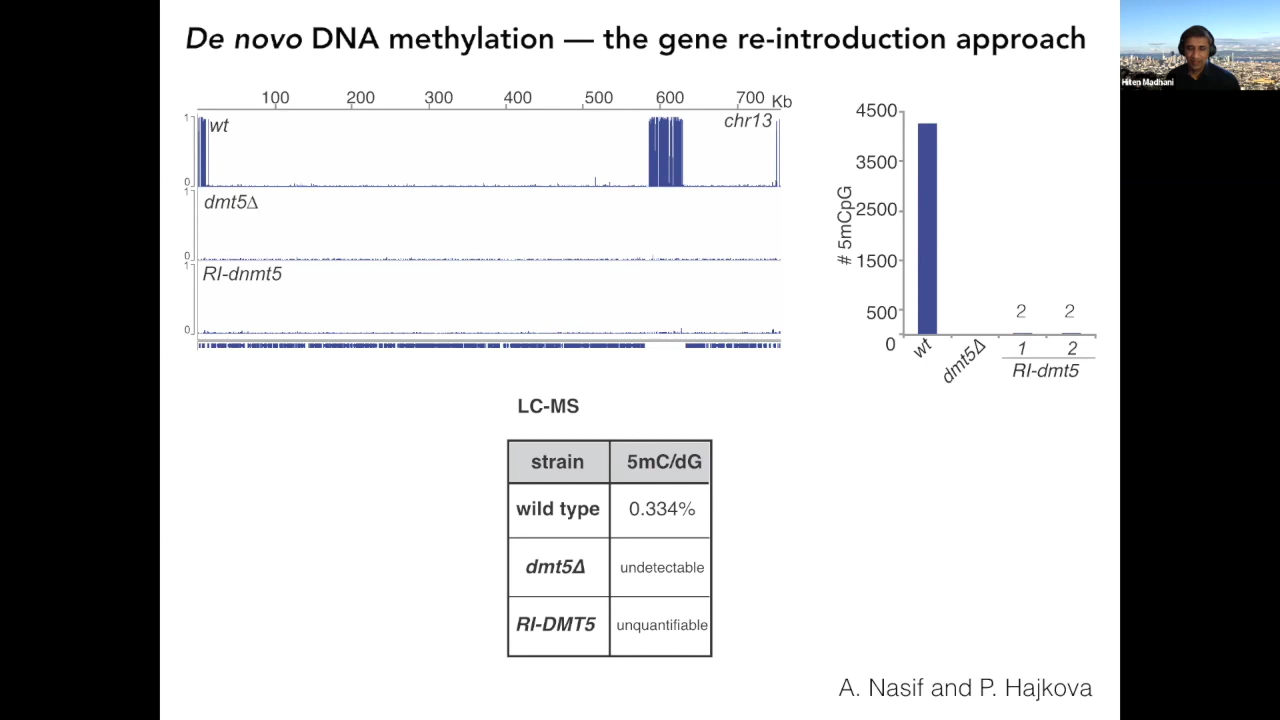 De novo DNA methylation — the gene re-introduction approach
Hiten Madhani
100 200 300 400 500 600 700 Kb
1 wt chr13
0
1 dmt5Δ
0
1 RI-dnmt5
0
4500
3500
2500
1500
500
0
# 5mCpG
2 2
wt dmt5Δ 1 2
RI-dmt5
LC-MS
strain 5mC/dG
wild type 0.334%
dmt5Δ undetectable
RI-DMT5 unquantifiable
A. Nasif and P. Hajkova